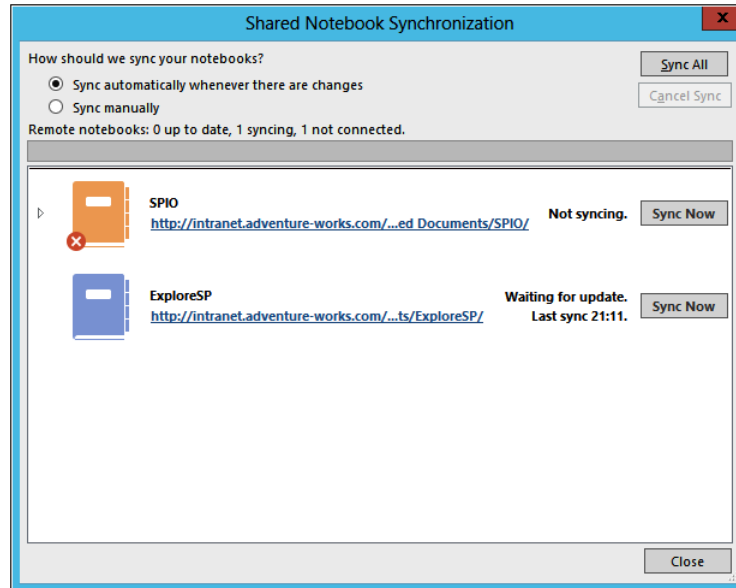 Shared Notebook Synchronization
x
How should we sync your notebooks?
Sync All
Sync automatically whenever there are changes
Cancel Sync
Sync manually
Remote notebooks: 0 up to date, 1 syncing, 1 not connected.
SPIO
http://intranet.adventure-works.com/...ed Documents/SPIO/
Not syncing.
Sync Now
ExploreSP
http://intranet.adventure-works.com/...ts/ExploreSP/
Waiting for update.
Last sync 21:11.
Sync Now
Close